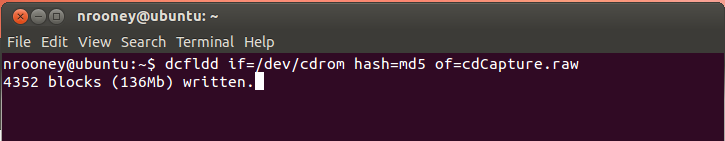 nrooney@ubuntu: ~
File Edit View Search Terminal Help
nrooney@ubuntu:~$ dcfldd if=/dev/cdrom hash=md5 of=cdCapture.raw
4352 blocks (136Mb) written.